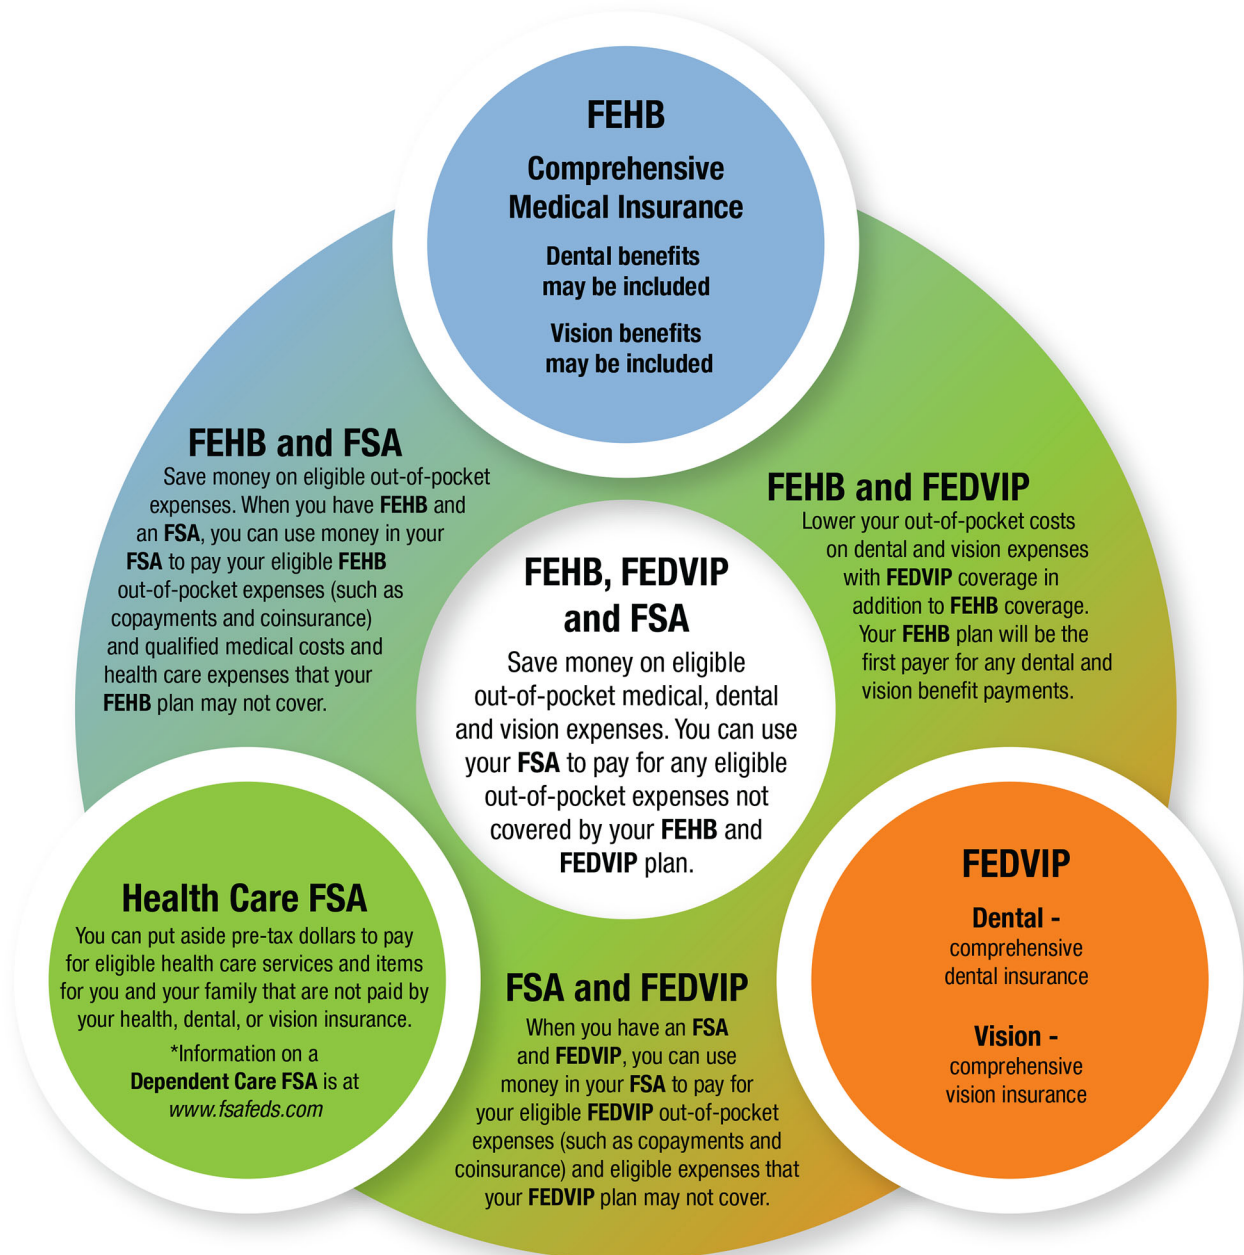 FEHB
Comprehensive
Medical Insurance
Dental benefits
may be included
Vision benefits
may be included
FEHB and FSA
Save money on eligible out-of-pocket
expenses. When you have FEHB and
an FSA, you can use money in your
FSA to pay your eligible FEHB
out-of-pocket expenses (such as
copayments and coinsurance)
and qualified medical costs and
health care expenses that your
FEHB plan may not cover.
FEHB and FEDVIP
Lower your out-of-pocket costs
on dental and vision expenses
with FEDVIP coverage in
addition to FEHB coverage.
Your FEHB plan will be the
first payer for any dental and
vision benefit payments.
FEHB, FEDVIP
and FSA
Save money on eligible
out-of-pocket medical, dental
and vision expenses. You can use
your FSA to pay for any eligible
out-of-pocket expenses not
covered by your FEHB and
FEDVIP plan.
Health Care FSA
You can put aside pre-tax dollars to pay
for eligible health care services and items
for you and your family that are not paid by
your health, dental, or vision insurance.
*Information on a
Dependent Care FSA is at
www.fsafeds.com
FSA and FEDVIP
When you have an FSA
and FEDVIP, you can use
money in your FSA to pay for
your eligible FEDVIP out-of-pocket
expenses (such as copayments and
coinsurance) and eligible expenses that
your FEDVIP plan may not cover.
FEDVIP
Dental -
comprehensive
dental insurance
Vision -
comprehensive
vision insurance